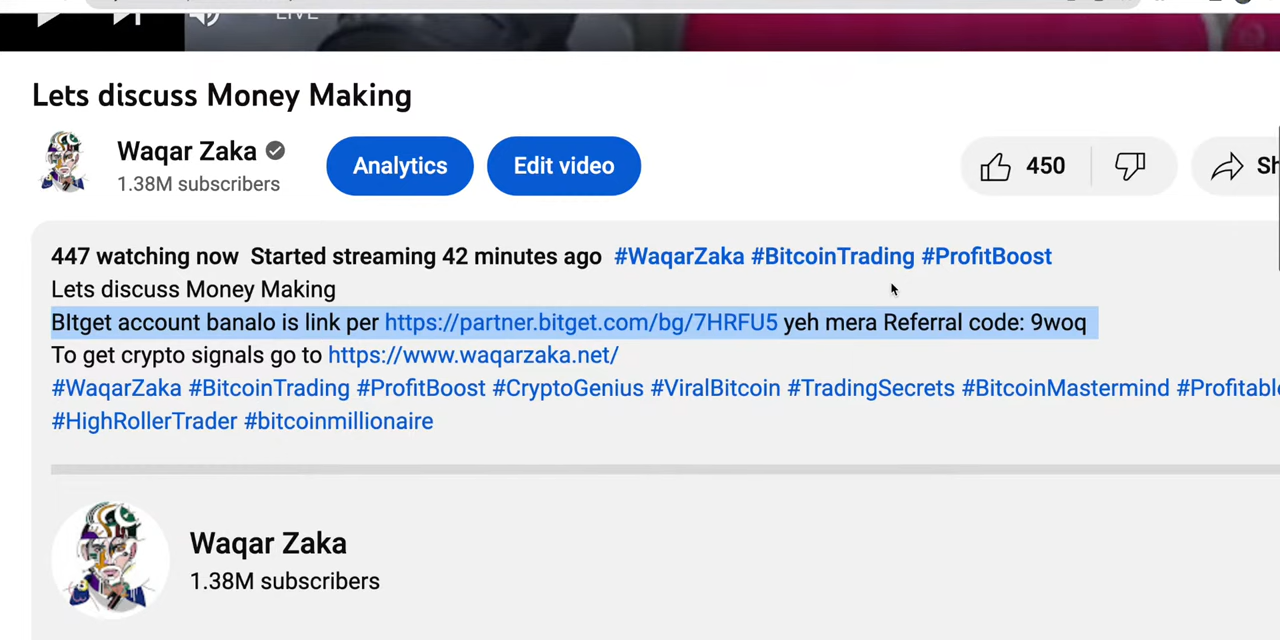 LIVE
Lets discuss Money Making
Waqar Zaka
1.38M subscribers
Analytics
Edit video
450
Sh
447 watching now Started streaming 42 minutes ago #WaqarZaka #BitcoinTrading #ProfitBoost
Lets discuss Money Making
BItget account banalo is link per https://partner.bitget.com/bg/7HRFU5 yeh mera Referral code: 9woq
To get crypto signals go to https://www.waqarzaka.net/
#WaqarZaka #BitcoinTrading #ProfitBoost #CryptoGenius #ViralBitcoin #TradingSecrets #BitcoinMastermind #Profitable
#HighRollerTrader #bitcoinmillionaire
Waqar Zaka
1.38M subscribers